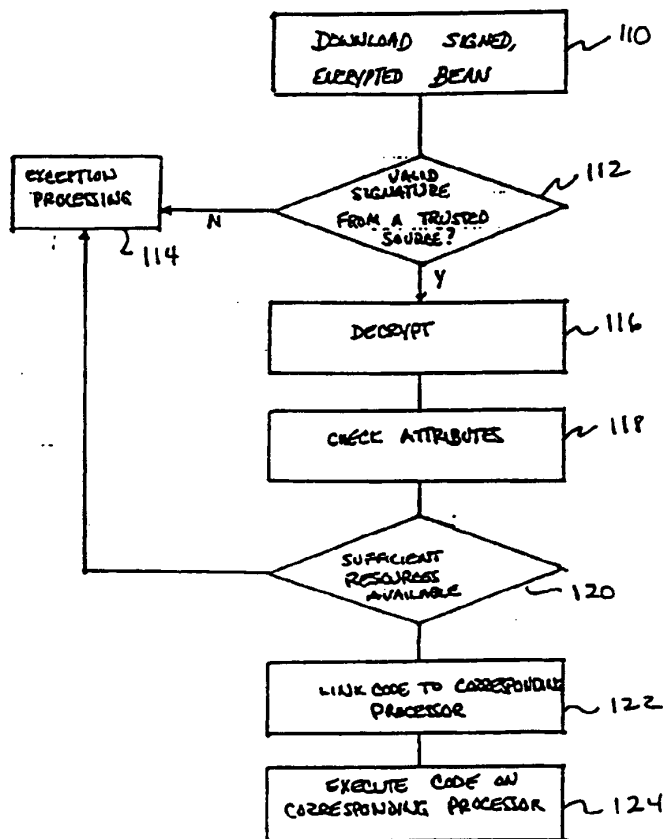 DOWNLOAD SIGNED,
ENCRYPTED BEAN
110
VALID
SIGNATURE
FROM A TRUSTED
SOURCE?
112
EXCEPTION
PROCESSING
114
N
Y
DECRYPT
116
CHECK ATTRIBUTES
118
SUFFICIENT
RESOURCES
AVAILABLE
120
LINK CODE TO CORRESPONDING
PROCESSOR
122
EXECUTE CODE ON
CORRESPONDING PROCESSOR
124